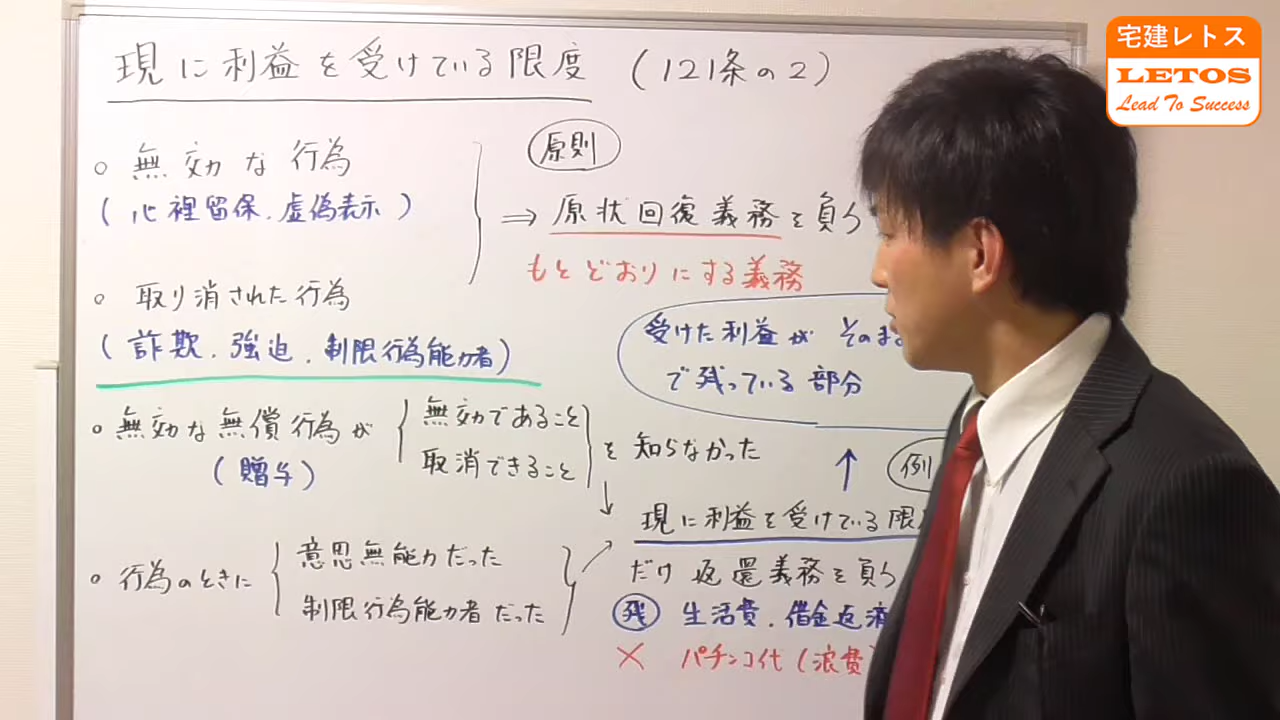 現に利益を受けている限度 (121条の2)
宅建レトス
LETOS
Lead To Success
○ 無効な行為
(心裡留保.虚偽表示)
原則
⇒ 原状回復義務を負う
もとどおりにする義務
○ 取り消された行為
(詐欺.強迫.制限行為能力者)
受けた利益が そのまま
で残っている部分
○ 無効な無償行為が
(贈与)
無効であること
取消できること
を知らなかった
例
↑
現に利益を受けている限
だけ返還義務を負う
残 生活費.借金返済
× パチンコ代(浪費)
○ 行為のときに
意思無能力だった
制限行為能力者だった